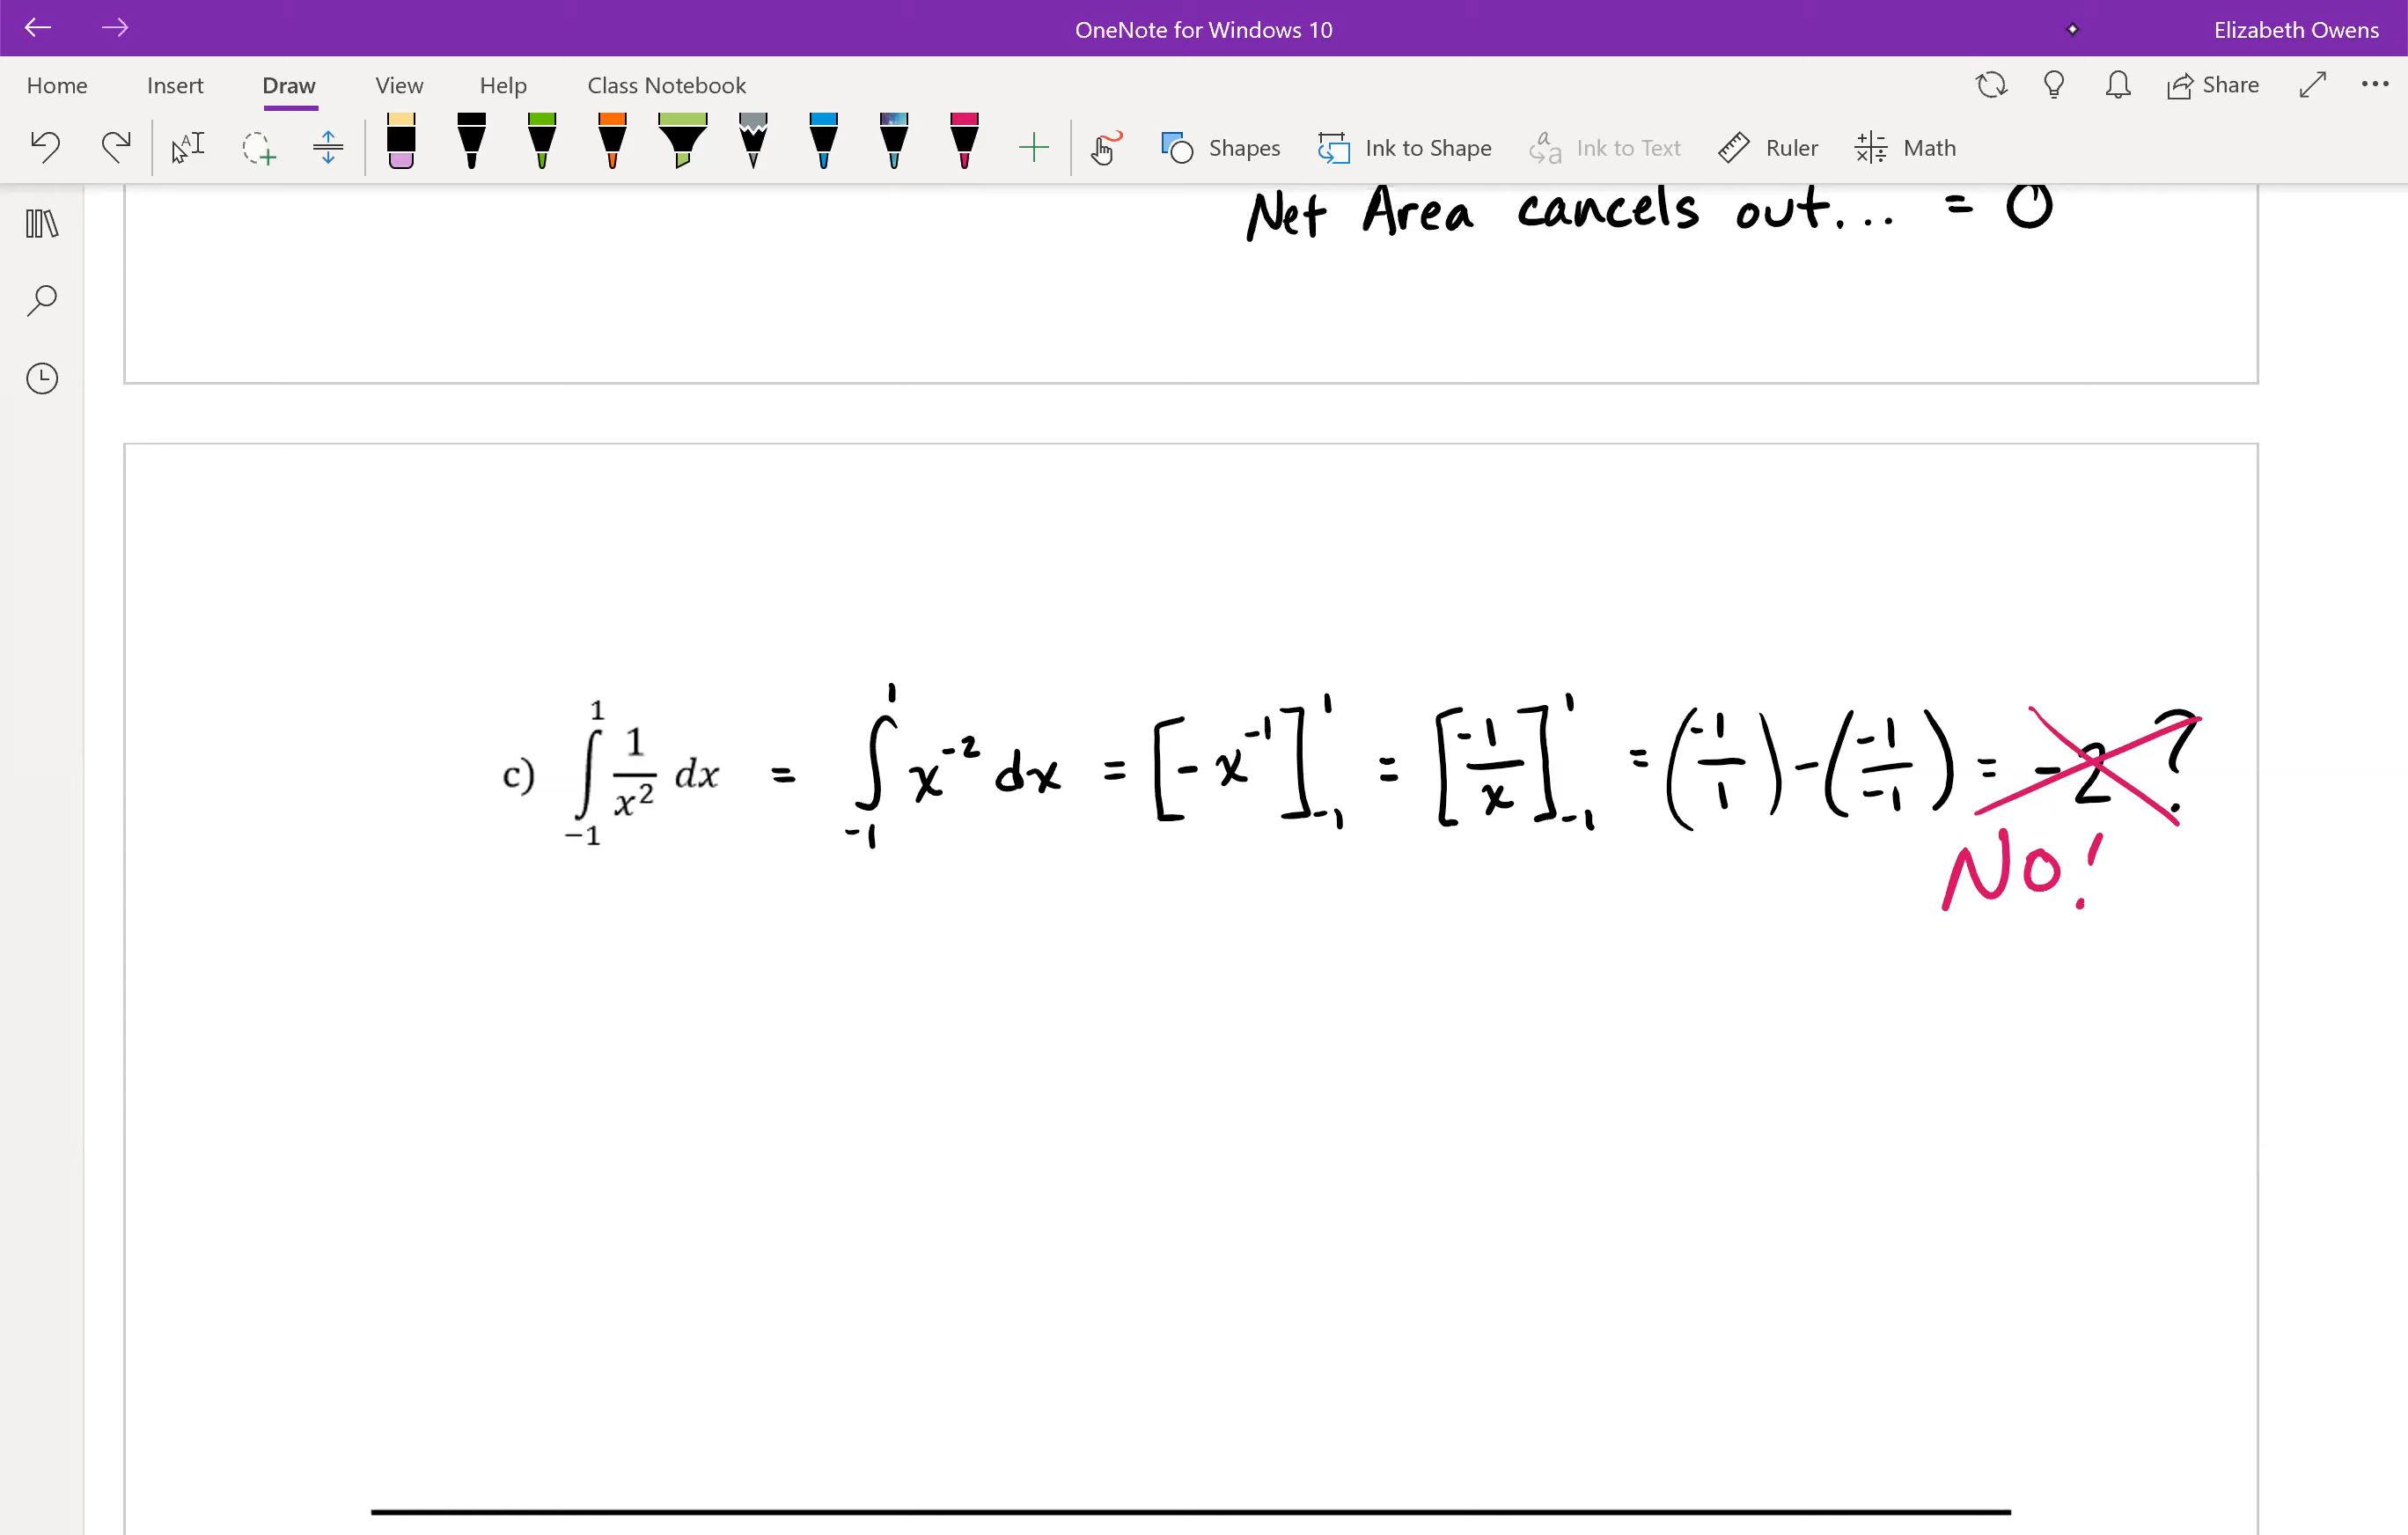 OneNote for Windows 10
Elizabeth Owens
Home Insert Draw View Help Class Notebook Share
Shapes Ink to Shape Ink to Text Ruler Math
Net Area cancels out... = 0
c) ∫_{-1}^{1} 1/x² dx = ∫_{-1}^{1} x⁻² dx = [-x⁻¹]_{-1}^{1} = [-1/x]_{-1}^{1} = (-1/1) - (-1/-1) = -2 ?
No!